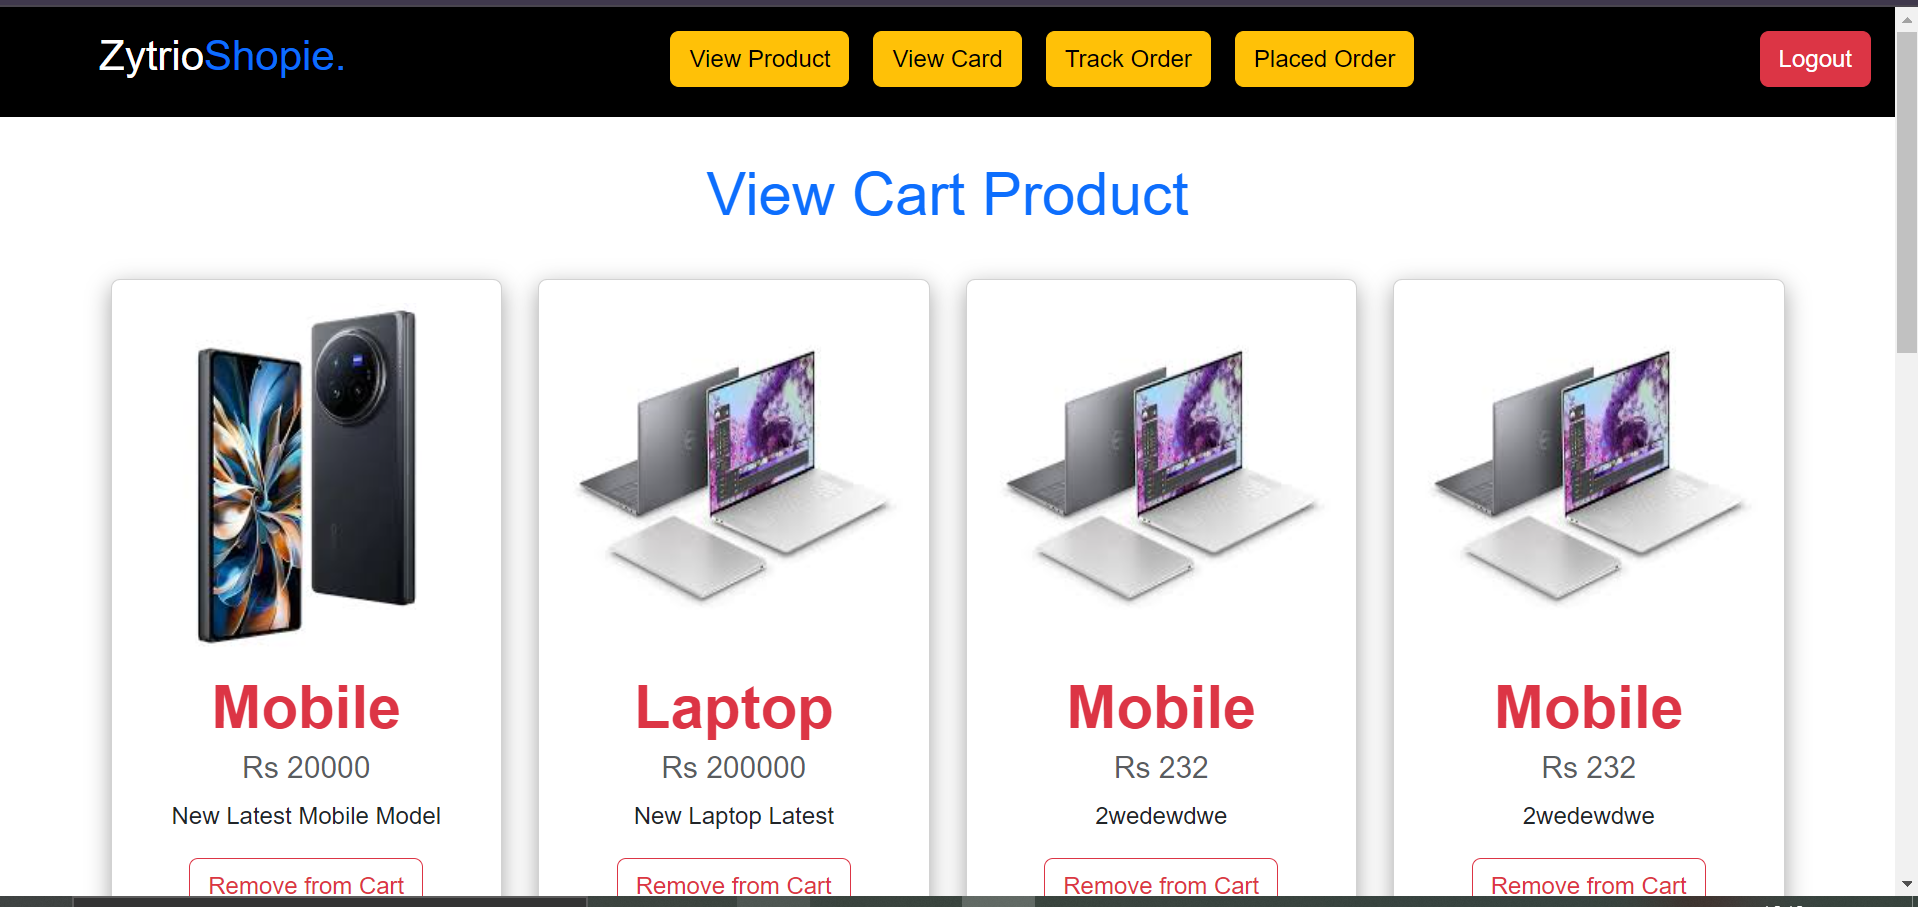 ZytrioShopie.
View Product
View Card
Track Order
Placed Order
Logout
View Cart Product
Mobile
Rs 20000
New Latest Mobile Model
Remove from Cart
Laptop
Rs 200000
New Laptop Latest
Remove from Cart
Mobile
Rs 232
2wedewdwe
Remove from Cart
Mobile
Rs 232
2wedewdwe
Remove from Cart